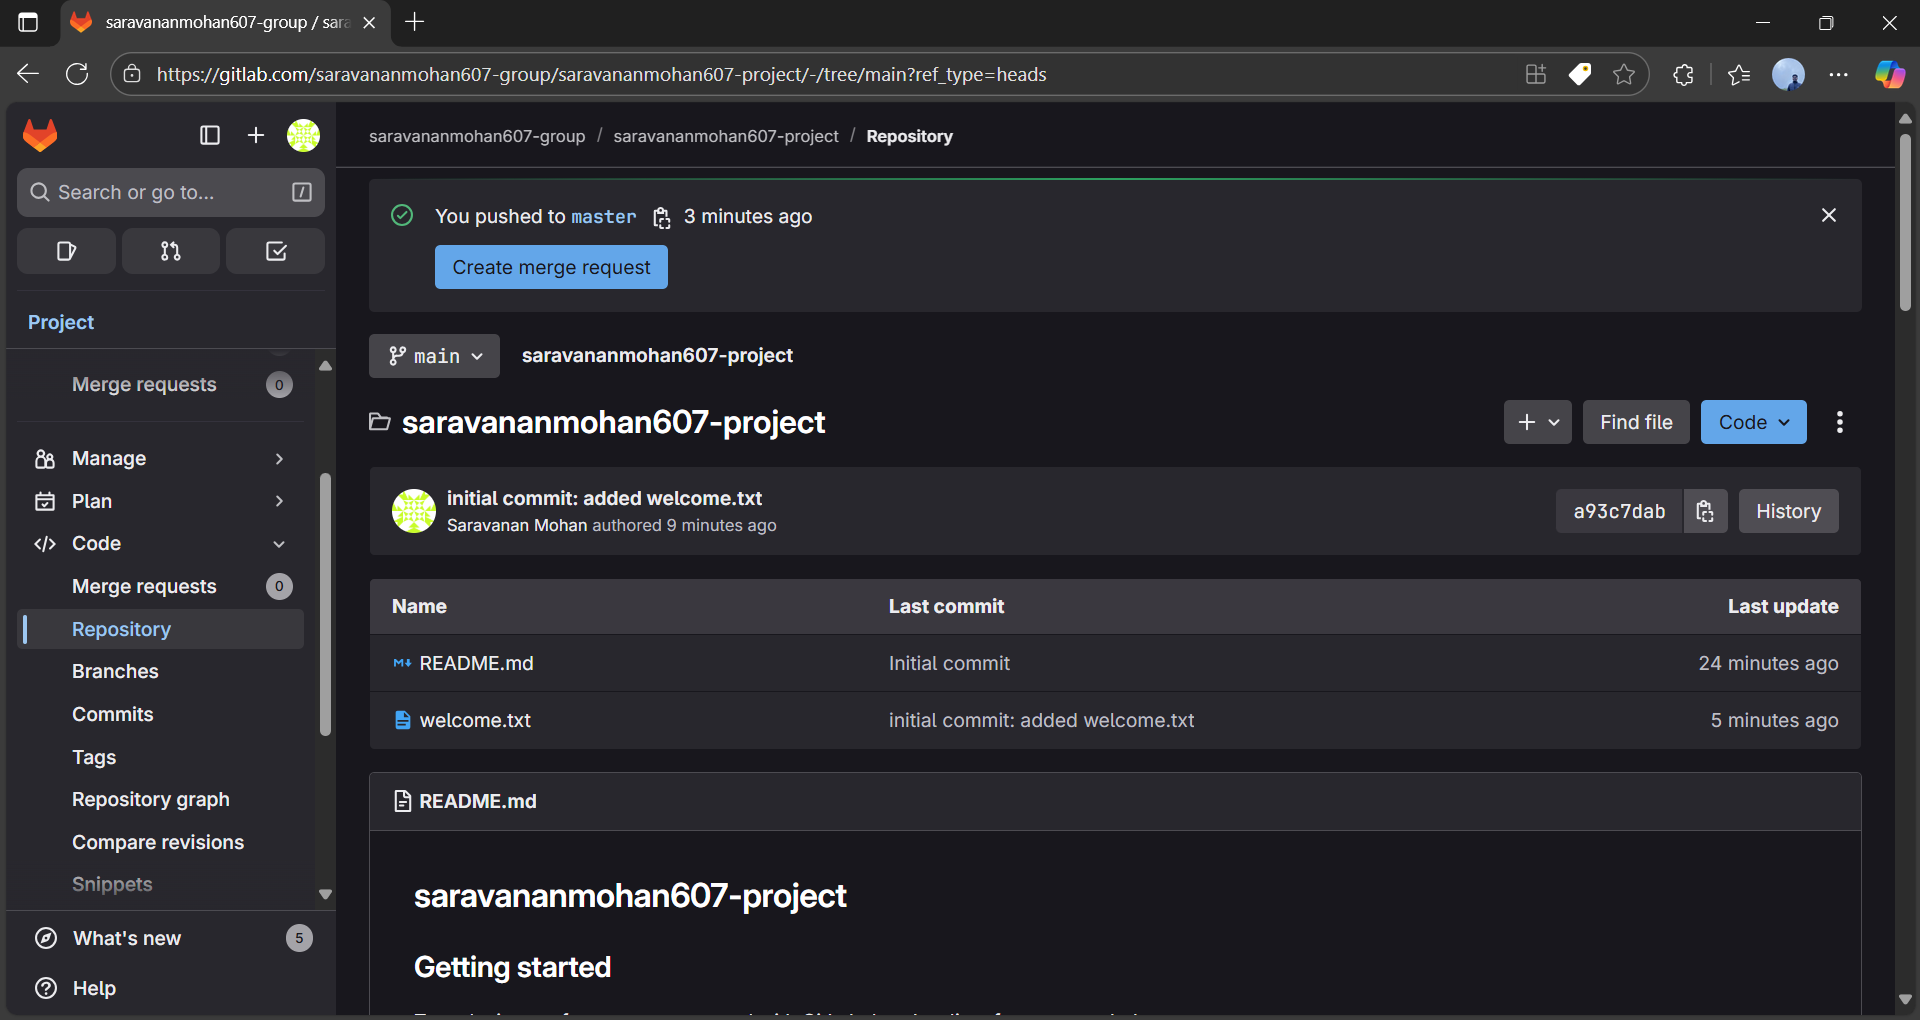 saravananmohan607-group / sara
https://gitlab.com/saravananmohan607-group/saravananmohan607-project/-/tree/main?ref_type=heads
saravananmohan607-group / saravananmohan607-project / Repository
Search or go to... /
You pushed to master 3 minutes ago
Create merge request
Project
main saravananmohan607-project
Merge requests 0
saravananmohan607-project
Find file
Code
Manage
Plan
Code
Merge requests 0
Repository
Branches
Commits
Tags
Repository graph
Compare revisions
Snippets
What's new 5
Help
initial commit: added welcome.txt
Saravanan Mohan authored 9 minutes ago
a93c7dab
History
Name Last commit Last update
README.md Initial commit 24 minutes ago
welcome.txt initial commit: added welcome.txt 5 minutes ago
README.md
saravananmohan607-project
Getting started